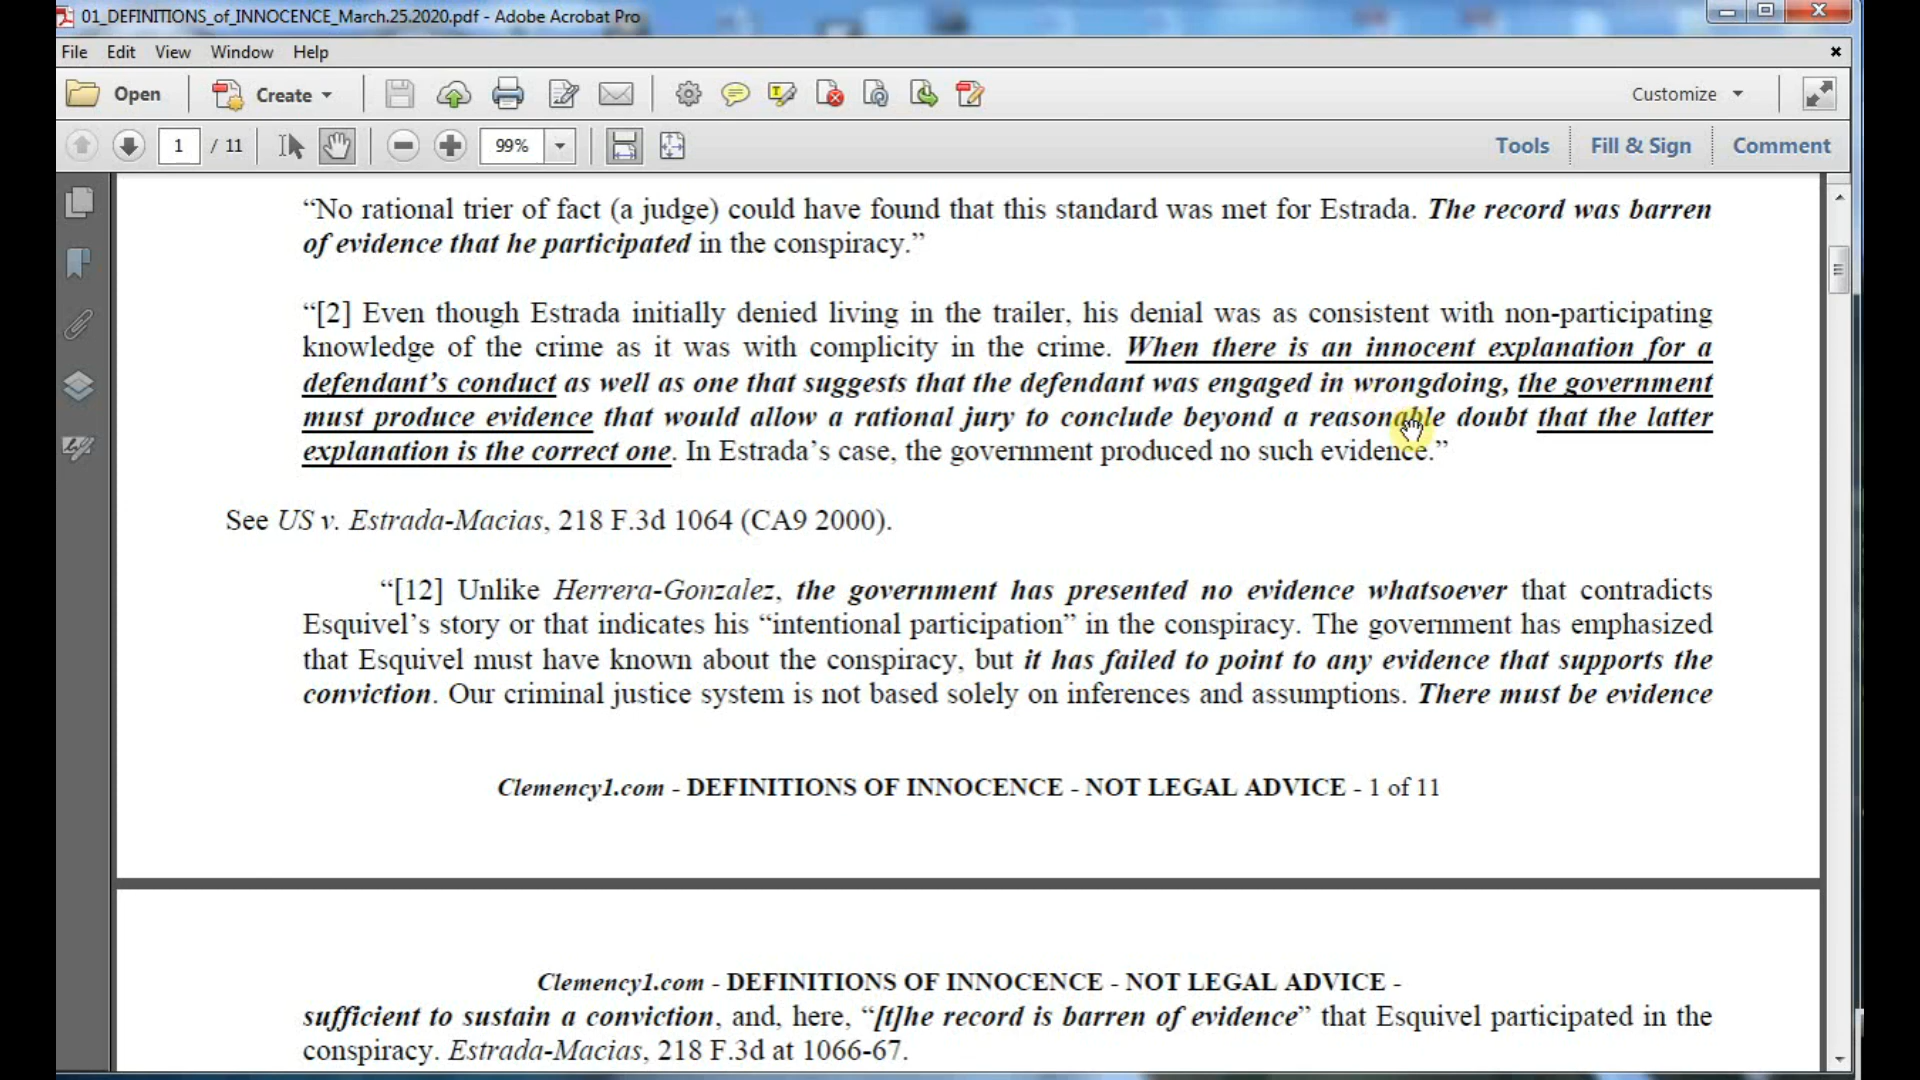 01_DEFINITIONS_of_INNOCENCE_March.25.2020.pdf - Adobe Acrobat Pro
File Edit View Window Help
Open Create Customize
1 / 11 99% Tools Fill & Sign Comment
“No rational trier of fact (a judge) could have found that this standard was met for Estrada. The record was barren
of evidence that he participated in the conspiracy.”
“[2] Even though Estrada initially denied living in the trailer, his denial was as consistent with non-participating
knowledge of the crime as it was with complicity in the crime. When there is an innocent explanation for a
defendant’s conduct as well as one that suggests that the defendant was engaged in wrongdoing, the government
must produce evidence that would allow a rational jury to conclude beyond a reasonable doubt that the latter
explanation is the correct one. In Estrada’s case, the government produced no such evidence.”
See US v. Estrada-Macias, 218 F.3d 1064 (CA9 2000).
“[12] Unlike Herrera-Gonzalez, the government has presented no evidence whatsoever that contradicts
Esquivel’s story or that indicates his “intentional participation” in the conspiracy. The government has emphasized
that Esquivel must have known about the conspiracy, but it has failed to point to any evidence that supports the
conviction. Our criminal justice system is not based solely on inferences and assumptions. There must be evidence
Clemency1.com - DEFINITIONS OF INNOCENCE - NOT LEGAL ADVICE - 1 of 11
Clemency1.com - DEFINITIONS OF INNOCENCE - NOT LEGAL ADVICE -
sufficient to sustain a conviction, and, here, “[t]he record is barren of evidence” that Esquivel participated in the
conspiracy. Estrada-Macias, 218 F.3d at 1066-67.